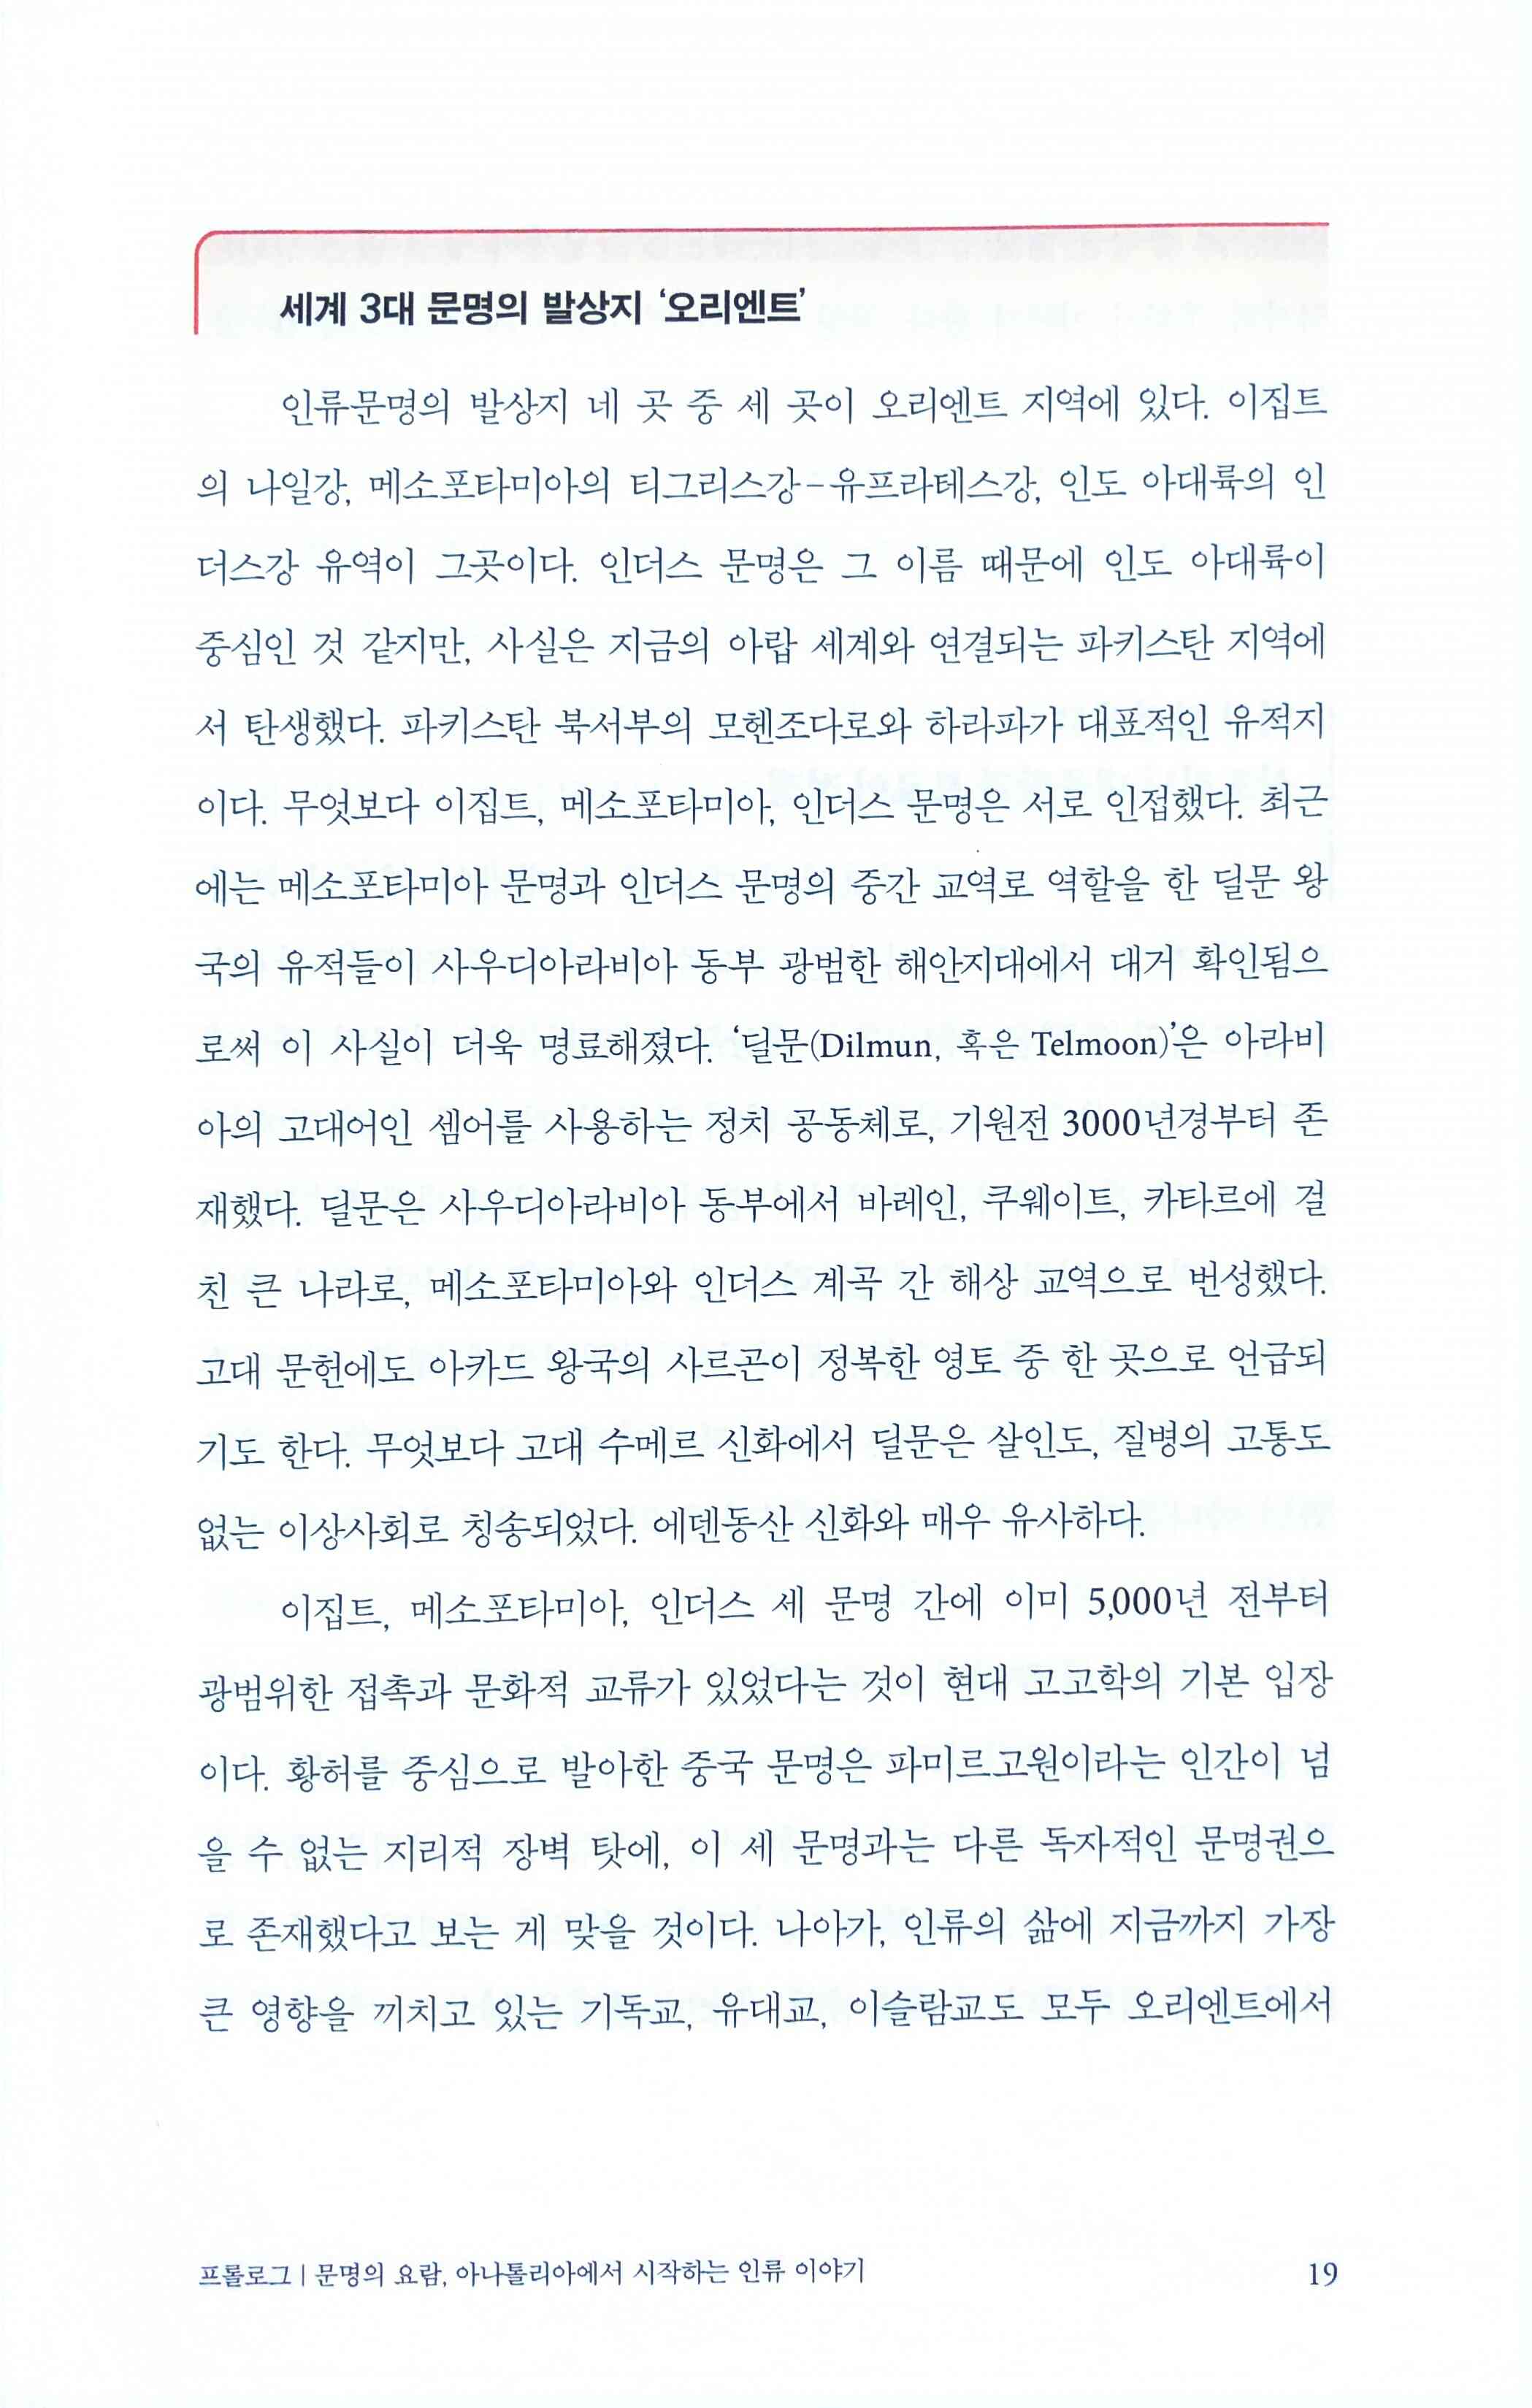 세계 3대 문명의 발상지 ‘오리엔트’
인류문명의 발상지 네 곳 중 세 곳이 오리엔트 지역에 있다. 이집트
의 나일강, 메소포타미아의 티그리스강-유프라테스강, 인도 아대륙의 인
더스강 유역이 그곳이다. 인더스 문명은 그 이름 때문에 인도 아대륙이
중심인 것 같지만, 사실은 지금의 아랍 세계와 연결되는 파키스탄 지역에
서 탄생했다. 파키스탄 북서부의 모헨조다로와 하라파가 대표적인 유적지
이다. 무엇보다 이집트, 메소포타미아, 인더스 문명은 서로 인접했다. 최근
에는 메소포타미아 문명과 인더스 문명의 중간 교역로 역할을 한 딜문 왕
국의 유적들이 사우디아라비아 동부 광범한 해안지대에서 대거 확인됨으
로써 이 사실이 더욱 명료해졌다. ‘딜문(Dilmun, 혹은 Telmoon)’은 아라비
아의 고대어인 셈어를 사용하는 정치 공동체로, 기원전 3000년경부터 존
재했다. 딜문은 사우디아라비아 동부에서 바레인, 쿠웨이트, 카타르에 걸
친 큰 나라로, 메소포타미아와 인더스 계곡 간 해상 교역으로 번성했다.
고대 문헌에도 아카드 왕국의 사르곤이 정복한 영토 중 한 곳으로 언급되
기도 한다. 무엇보다 고대 수메르 신화에서 딜문은 살인도, 질병의 고통도
없는 이상사회로 칭송되었다. 에덴동산 신화와 매우 유사하다.
이집트, 메소포타미아, 인더스 세 문명 간에 이미 5,000년 전부터
광범위한 접촉과 문화적 교류가 있었다는 것이 현대 고고학의 기본 입장
이다. 황허를 중심으로 발아한 중국 문명은 파미르고원이라는 인간이 넘
을 수 없는 지리적 장벽 탓에, 이 세 문명과는 다른 독자적인 문명권으
로 존재했다고 보는 게 맞을 것이다. 나아가, 인류의 삶에 지금까지 가장
큰 영향을 끼치고 있는 기독교, 유대교, 이슬람교도 모두 오리엔트에서
프롤로그 | 문명의 요람, 아나톨리아에서 시작하는 인류 이야기
19